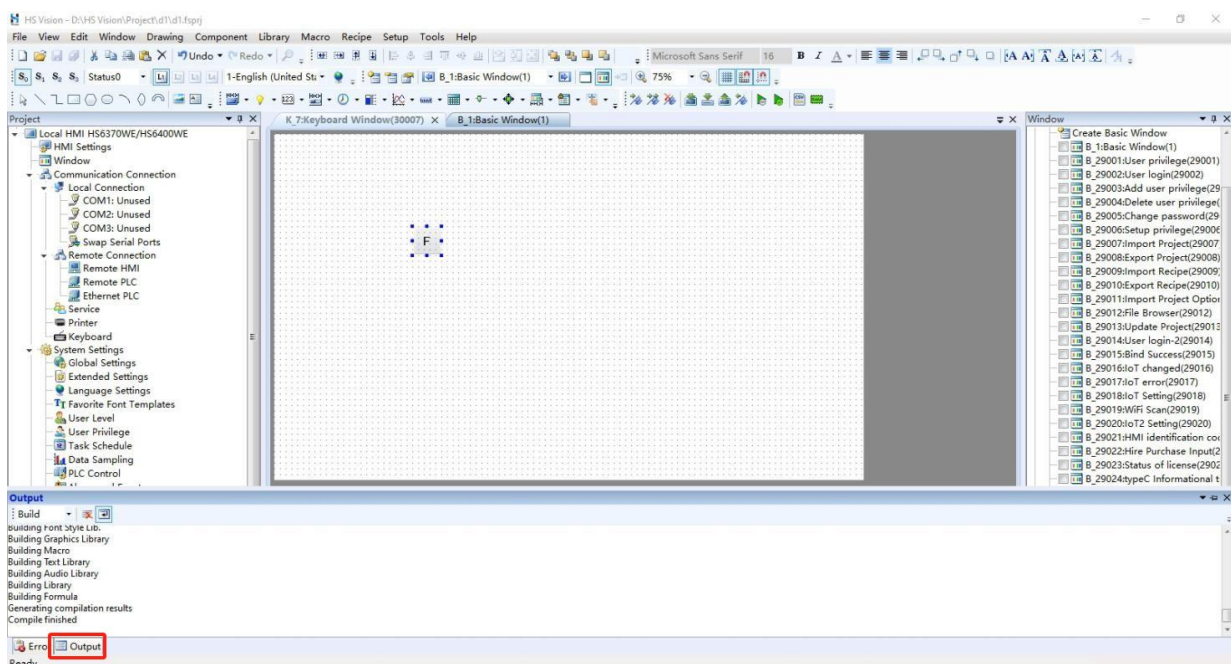 HS Vision - D:\HS Vision\Project\d1\d1.fsprj
File View Edit Window Drawing Component Library Macro Recipe Setup Tools Help
Undo Redo Microsoft Sans Serif 16 B I A
S0 S1 S2 S3 Status0 1-English (United Sta B_1:Basic Window(1) 75%
Project
Local HMI HS6370WE/HS6400WE
HMI Settings
Window
Communication Connection
Local Connection
COM1: Unused
COM2: Unused
COM3: Unused
Swap Serial Ports
Remote Connection
Remote HMI
Remote PLC
Ethernet PLC
Service
Printer
Keyboard
System Settings
Global Settings
Extended Settings
Language Settings
Favorite Font Templates
User Level
User Privilege
Task Schedule
Data Sampling
PLC Control
K_7:Keyboard Window(30007) B_1:Basic Window(1)
F
Window
Create Basic Window
B_1:Basic Window(1)
B_29001:User privilege(29001)
B_29002:User login(29002)
B_29003:Add user privilege(29
B_29004:Delete user privilege(
B_29005:Change password(29
B_29006:Setup privilege(29006
B_29007:Import Project(29007
B_29008:Export Project(29008)
B_29009:Import Recipe(29009)
B_29010:Export Recipe(29010)
B_29011:Import Project Option
B_29012:File Browser(29012)
B_29013:Update Project(29013
B_29014:User login-2(29014)
B_29015:Bind Success(29015)
B_29016:IoT changed(29016)
B_29017:IoT error(29017)
B_29018:IoT Setting(29018)
B_29019:WiFi Scan(29019)
B_29020:IoT2 Setting(29020)
B_29021:HMI identification cod
B_29022:Hire Purchase Input(2
B_29023:Status of license(2902
B_29024:typeC Informational t
Output
Build
Building Font Style Lib.
Building Graphics Library
Building Macro
Building Text Library
Building Audio Library
Building Library
Building Formula
Generating compilation results
Compile finished
Erro Output
Ready